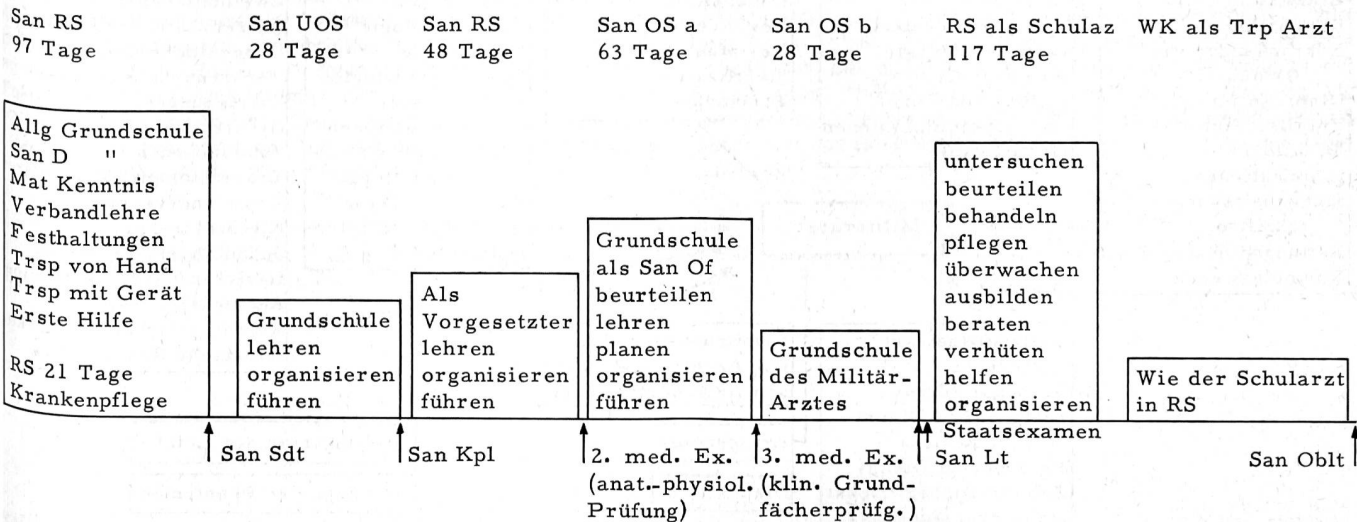 San RS
97 Tage
San UOS
28 Tage
San RS
48 Tage
San OS a
63 Tage
San OS b
28 Tage
RS als Schulaz
117 Tage
WK als Trp Arzt
Allg Grundschule
San D "
Mat Kenntnis
Verbandlehre
Festhaltungen
Trsp von Hand
Trsp mit Gerät
Erste Hilfe
RS 21 Tage
Krankenpflege
Grundschule
lehren
organisieren
führen
Als
Vorgesetzter
lehren
organisieren
führen
Grundschule
als San Of
beurteilen
lehren
planen
organisieren
führen
Grundschule
des Militär-
Arztes
untersuchen
beurteilen
behandeln
pflegen
überwachen
ausbilden
beraten
verhüten
helfen
organisieren
Staatsexamen
Wie der Schularzt
in RS
San Sdt
San Kpl
2. med. Ex.
(anat.-physiol.
Prüfung)
3. med. Ex.
(klin. Grund-
fächerprüfg.)
San Lt
San Oblt